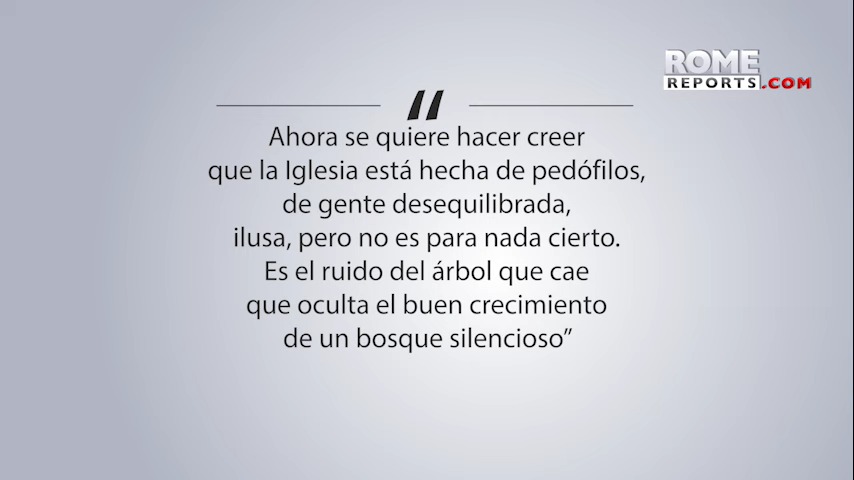 ROME
REPORTS.COM
“
Ahora se quiere hacer creer
que la Iglesia está hecha de pedófilos,
de gente desequilibrada,
ilusa, pero no es para nada cierto.
Es el ruido del árbol que cae
que oculta el buen crecimiento
de un bosque silencioso”